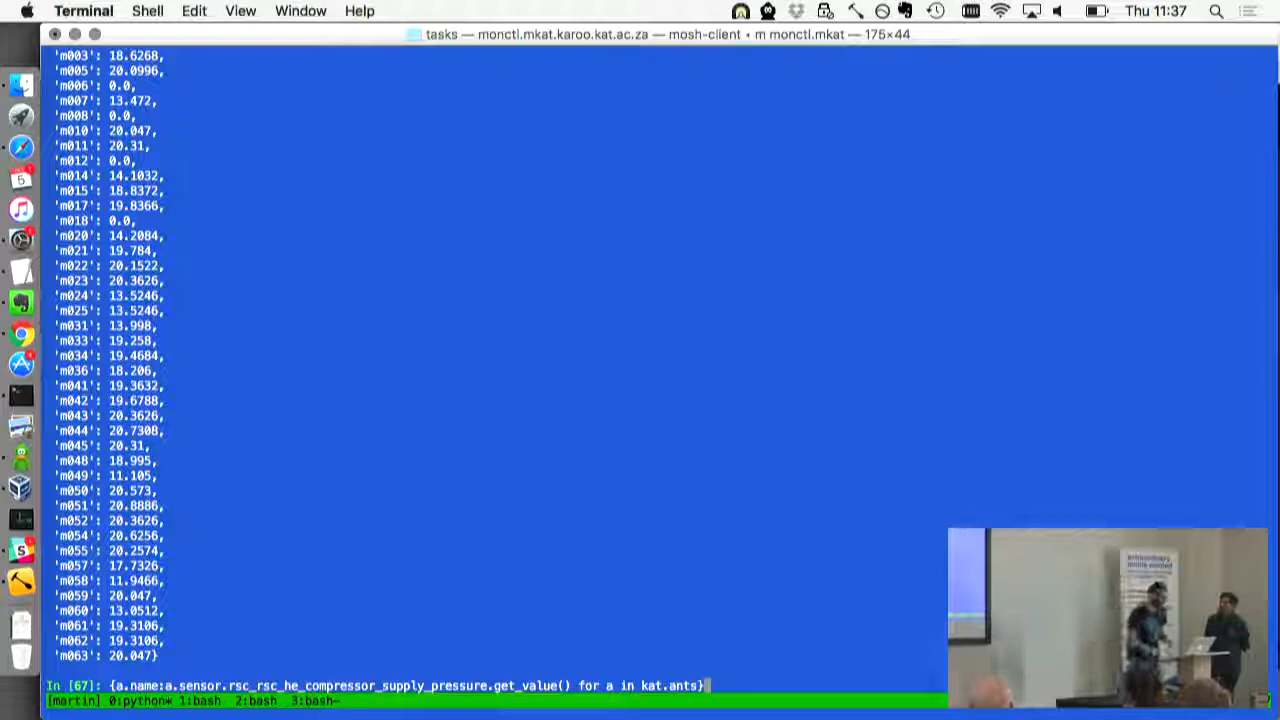 Terminal Shell Edit View Window Help Thu 11:37
tasks — monctl.mkat.karoo.kat.ac.za — mosh-client • m monctl.mkat — 175×44
'm003': 18.6268,
'm005': 20.0996,
'm006': 0.0,
'm007': 13.472,
'm008': 0.0,
'm010': 20.047,
'm011': 20.31,
'm012': 0.0,
'm014': 14.1032,
'm015': 18.8372,
'm017': 19.8366,
'm018': 0.0,
'm020': 14.2084,
'm021': 19.784,
'm022': 20.1522,
'm023': 20.3626,
'm024': 13.5246,
'm025': 13.5246,
'm031': 13.998,
'm033': 19.258,
'm034': 19.4684,
'm036': 18.206,
'm041': 19.3632,
'm042': 19.6788,
'm043': 20.3626,
'm044': 20.7308,
'm045': 20.31,
'm048': 18.995,
'm049': 11.105,
'm050': 20.573,
'm051': 20.8886,
'm052': 20.3626,
'm054': 20.6256,
'm055': 20.2574,
'm057': 17.7326,
'm058': 11.9466,
'm059': 20.047,
'm060': 13.0512,
'm061': 19.3106,
'm062': 19.3106,
'm063': 20.047}
In [67]: {a.name:a.sensor.rsc_rsc_he_compressor_supply_pressure.get_value() for a in kat.ants}
[martin] 0:python* 1:bash 2:bash 3:bash-
5